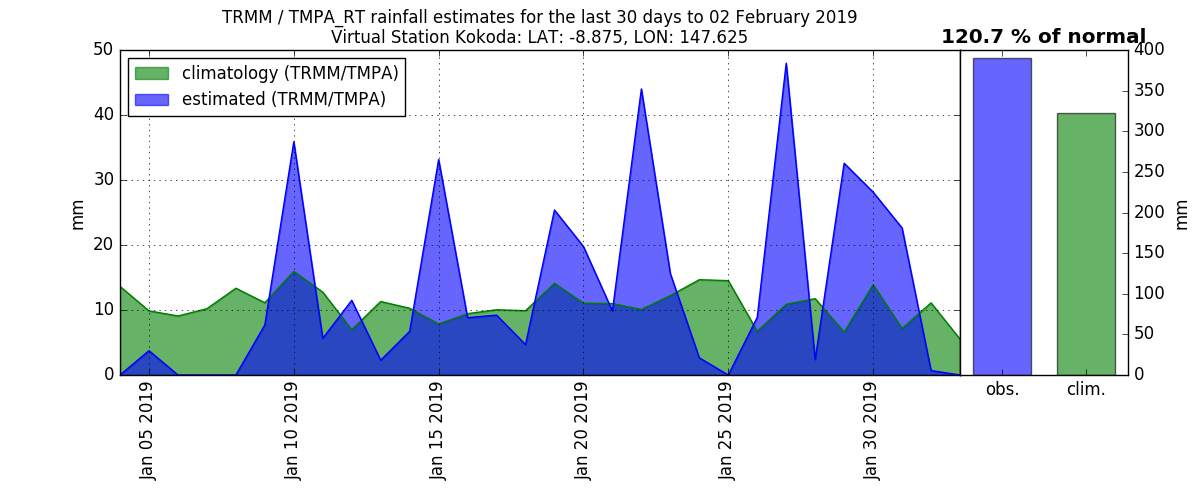 TRMM / TMPA_RT rainfall estimates for the last 30 days to 02 February 2019
Virtual Station Kokoda: LAT: -8.875, LON: 147.625
120.7 % of normal
climatology (TRMM/TMPA)
estimated (TRMM/TMPA)
50
40
30
20
10
0
mm
Jan 05 2019
Jan 10 2019
Jan 15 2019
Jan 20 2019
Jan 25 2019
Jan 30 2019
400
350
300
250
200
150
100
50
0
mm
obs.
clim.